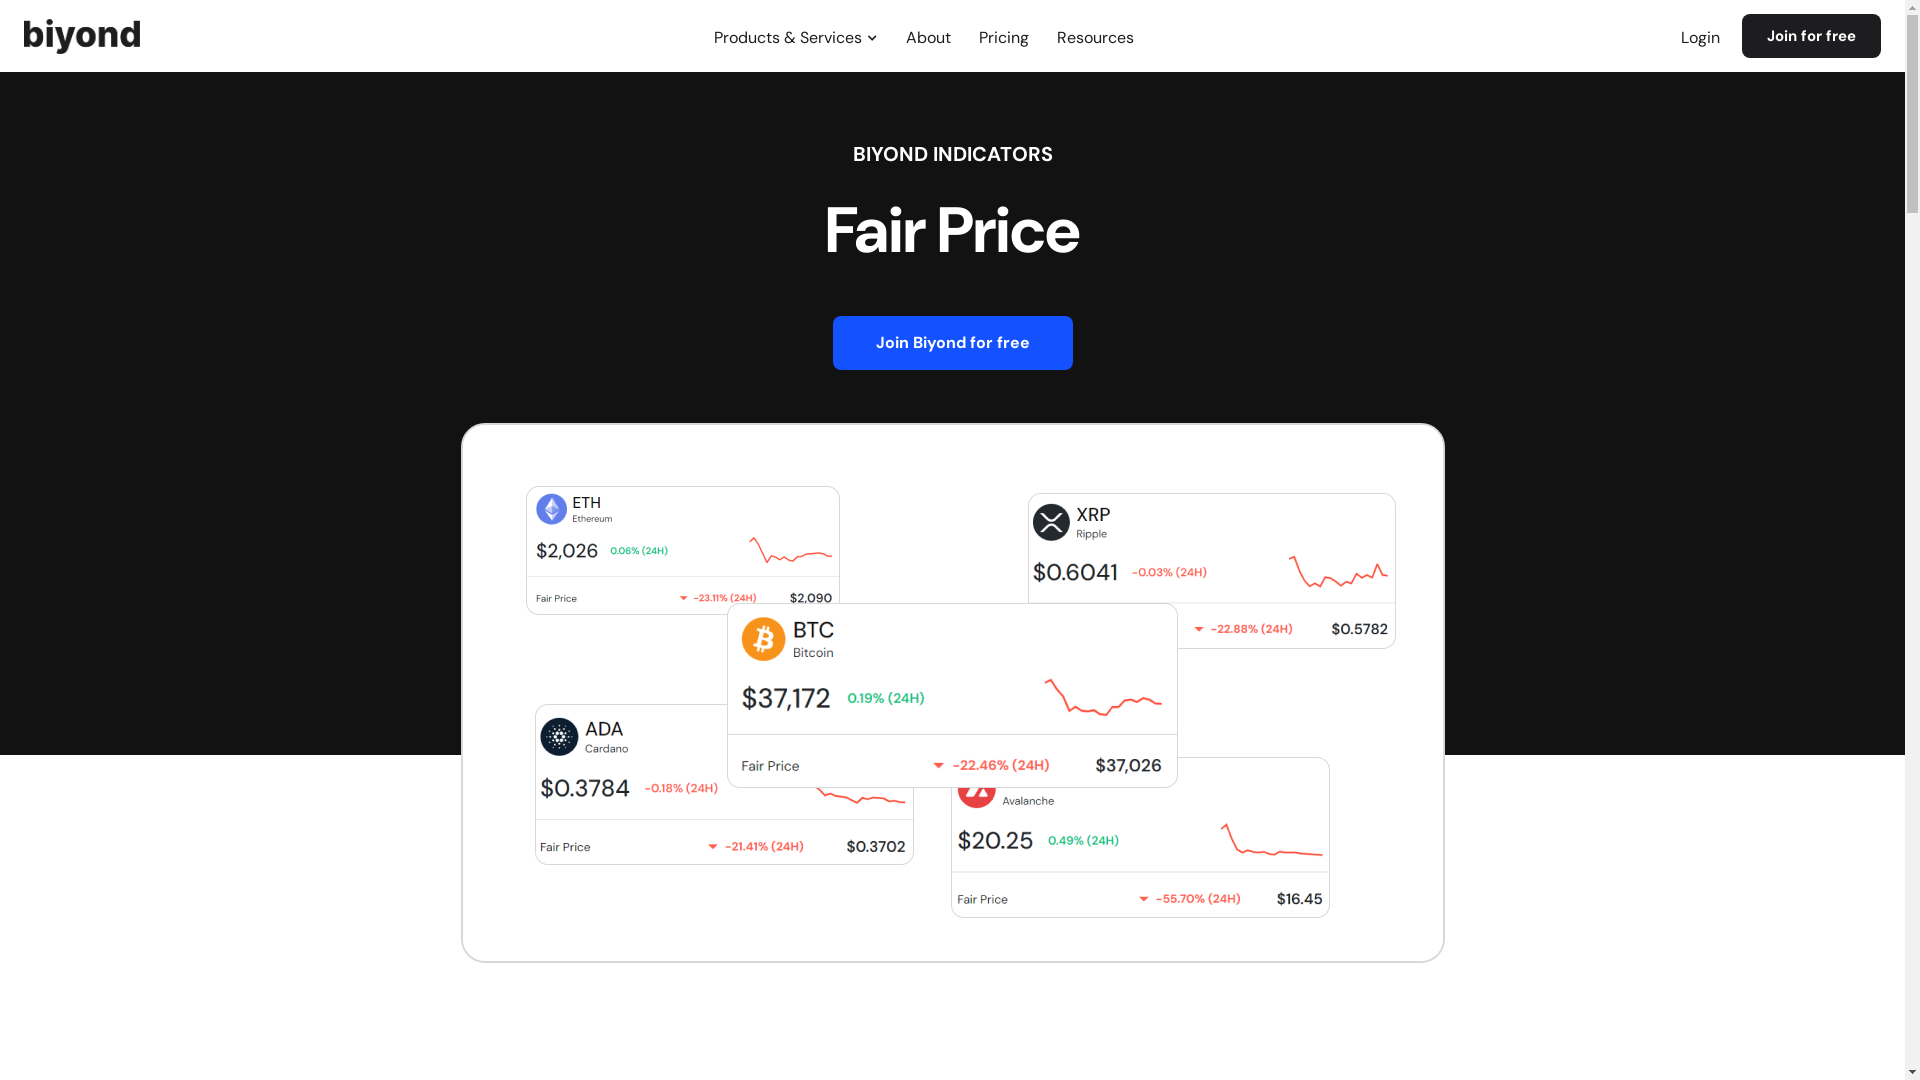 biyond
Products & Services
About
Pricing
Resources
Login
Join for free
BIYOND INDICATORS
Fair Price
Join Biyond for free
ETH
Ethereum
$2,026 0.06% (24H)
Fair Price -23.11% (24H) $2,090
XRP
Ripple
$0.6041 -0.03% (24H)
-22.88% (24H) $0.5782
BTC
Bitcoin
$37,172 0.19% (24H)
Fair Price -22.46% (24H) $37,026
ADA
Cardano
$0.3784 -0.18% (24H)
Fair Price -21.41% (24H) $0.3702
Avalanche
$20.25 0.49% (24H)
Fair Price -55.70% (24H) $16.45